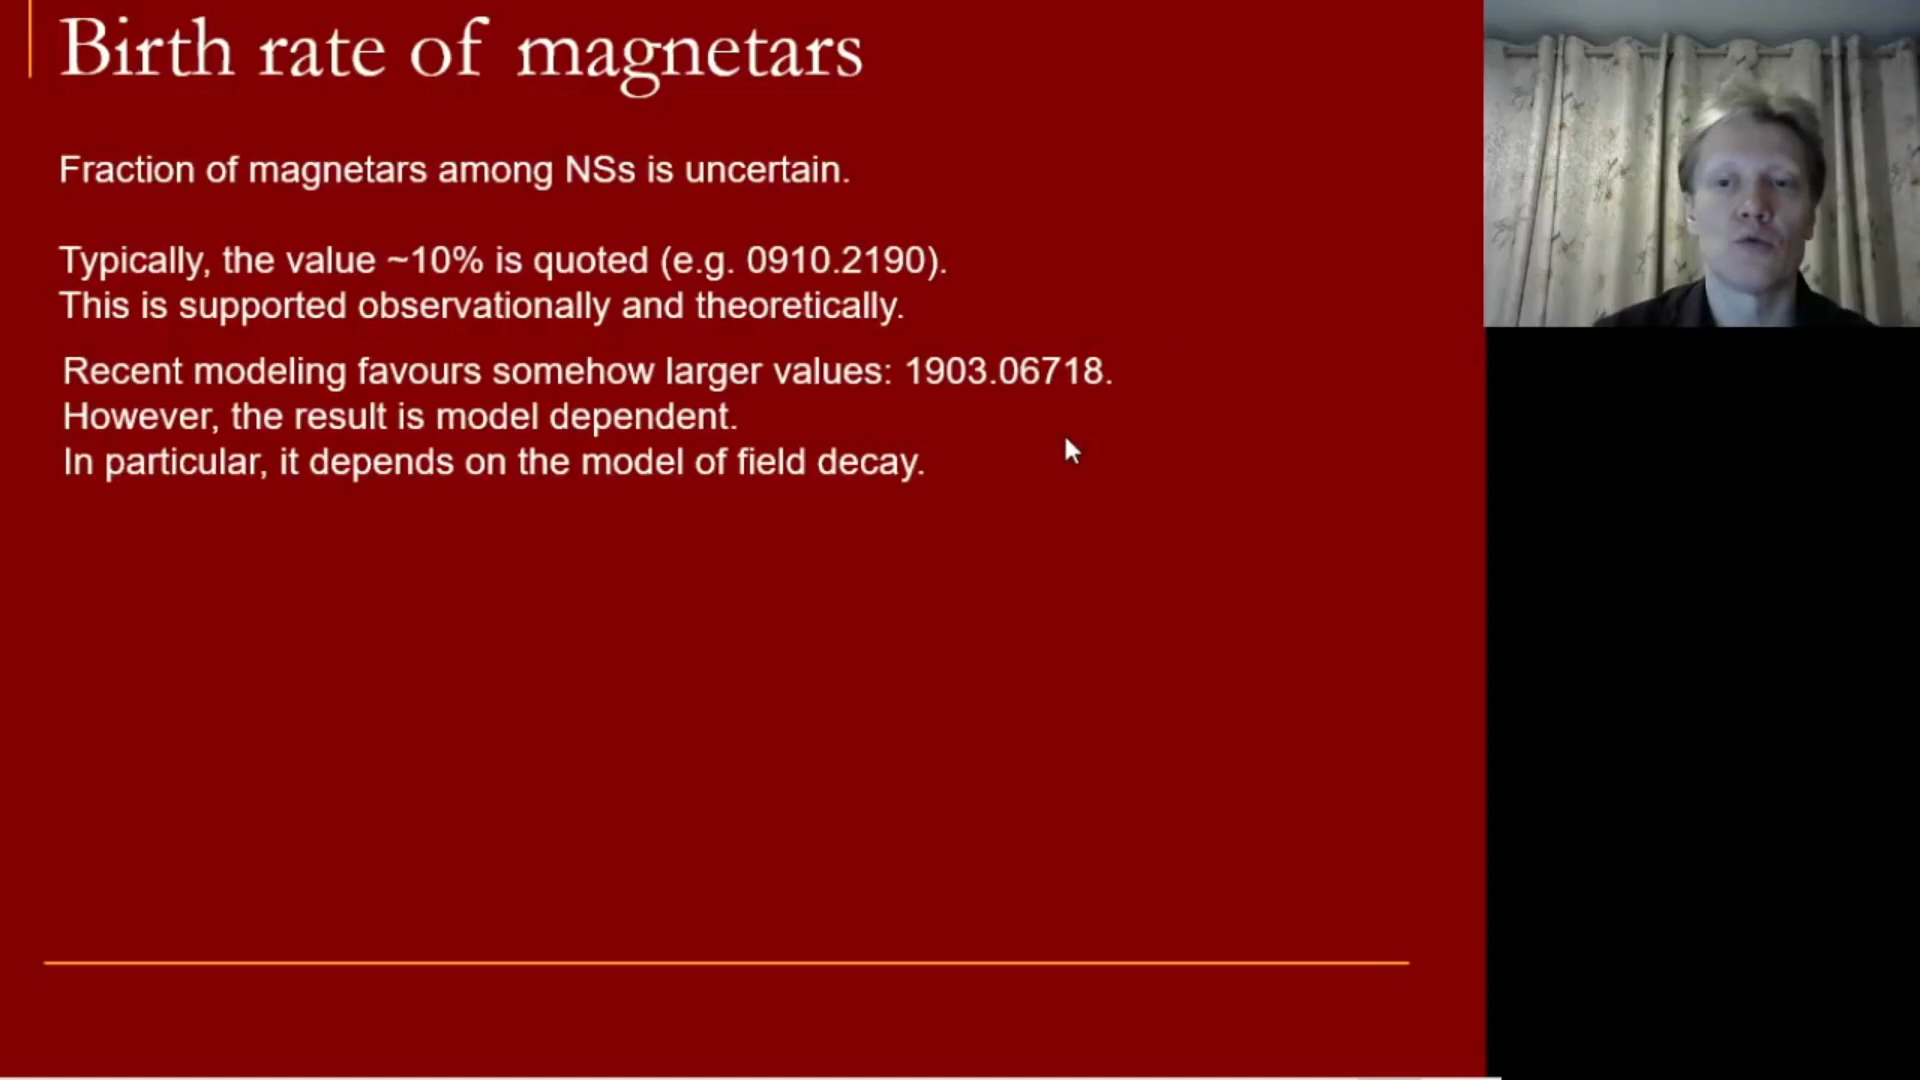 Birth rate of magnetars
Fraction of magnetars among NSs is uncertain.
Typically, the value ~10% is quoted (e.g. 0910.2190).
This is supported observationally and theoretically.
Recent modeling favours somehow larger values: 1903.06718.
However, the result is model dependent.
In particular, it depends on the model of field decay.